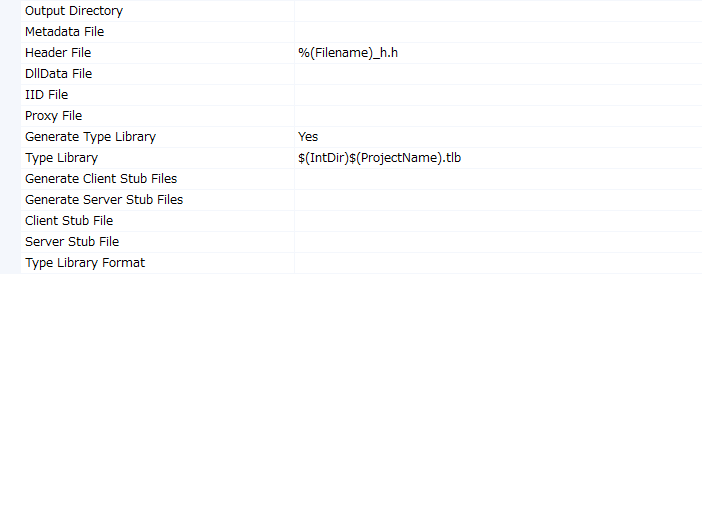 Output Directory
Metadata File
Header File %(Filename)_h.h
DllData File
IID File
Proxy File
Generate Type Library Yes
Type Library $(IntDir)$(ProjectName).tlb
Generate Client Stub Files
Generate Server Stub Files
Client Stub File
Server Stub File
Type Library Format